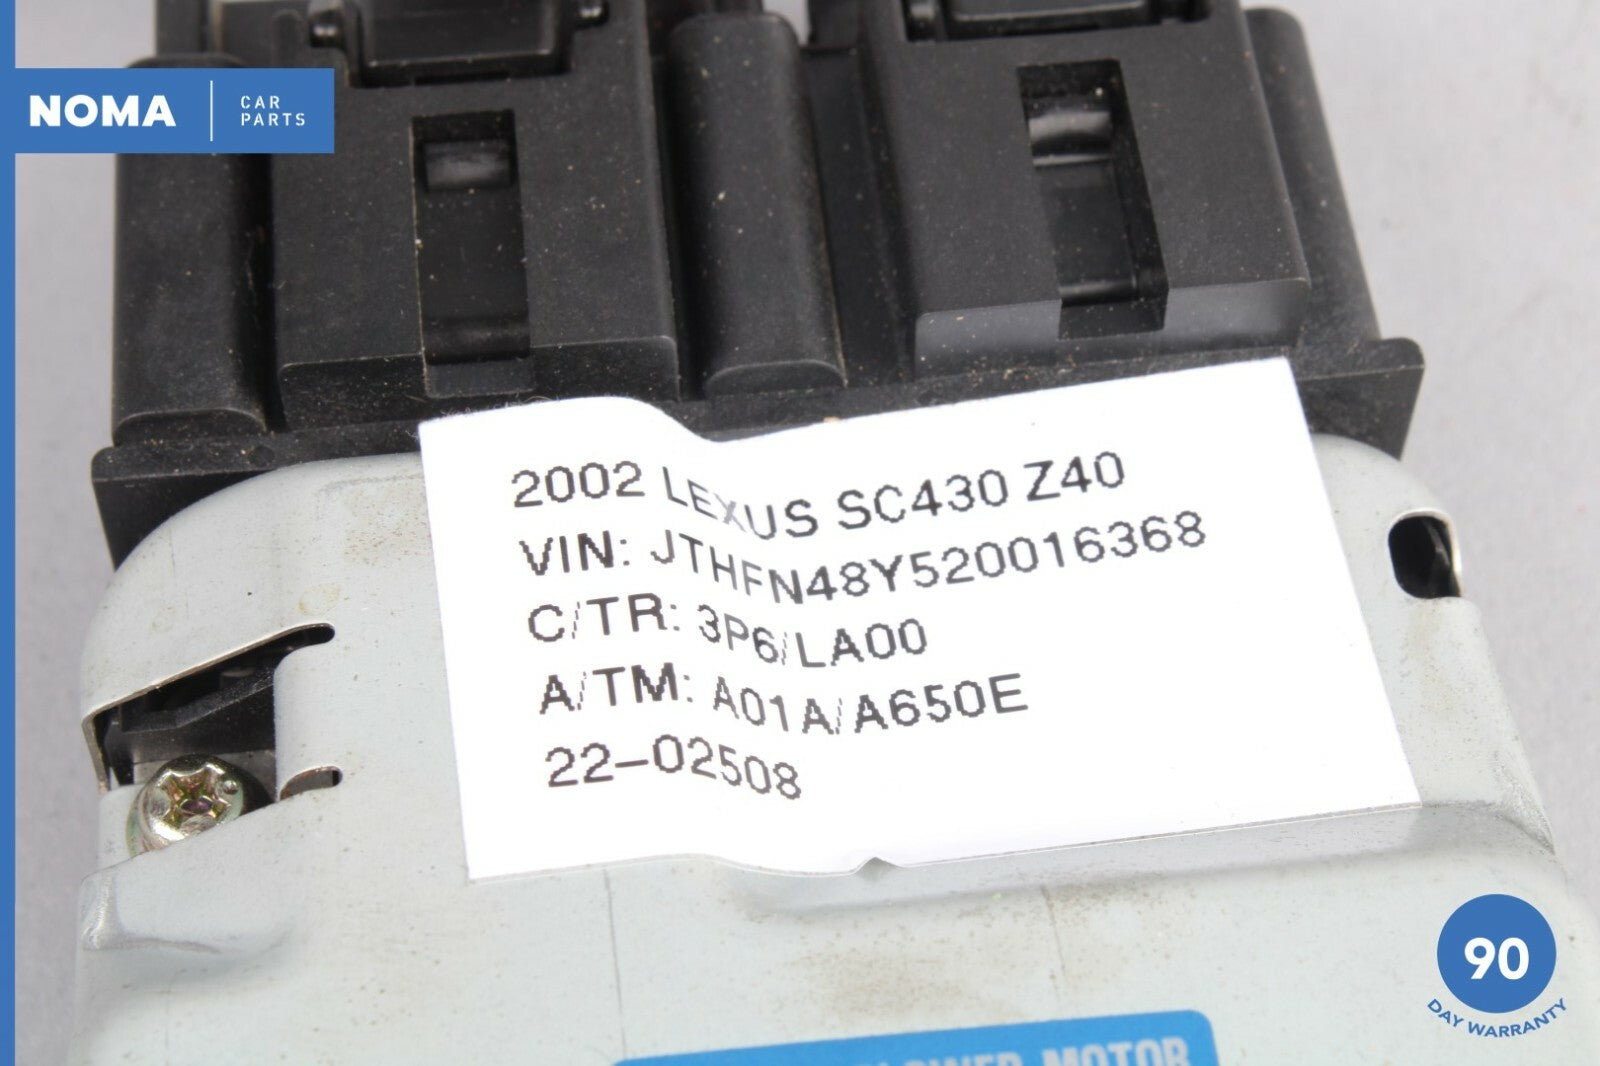 NOMA
CAR
PARTS
2002 LEXUS SC430 Z40
VIN: JTHFN48Y520016368
C/TR: 3P6/LA00
A/TM: A01A/A650E
22-02508
MOTOR
90
DAY WARRANTY